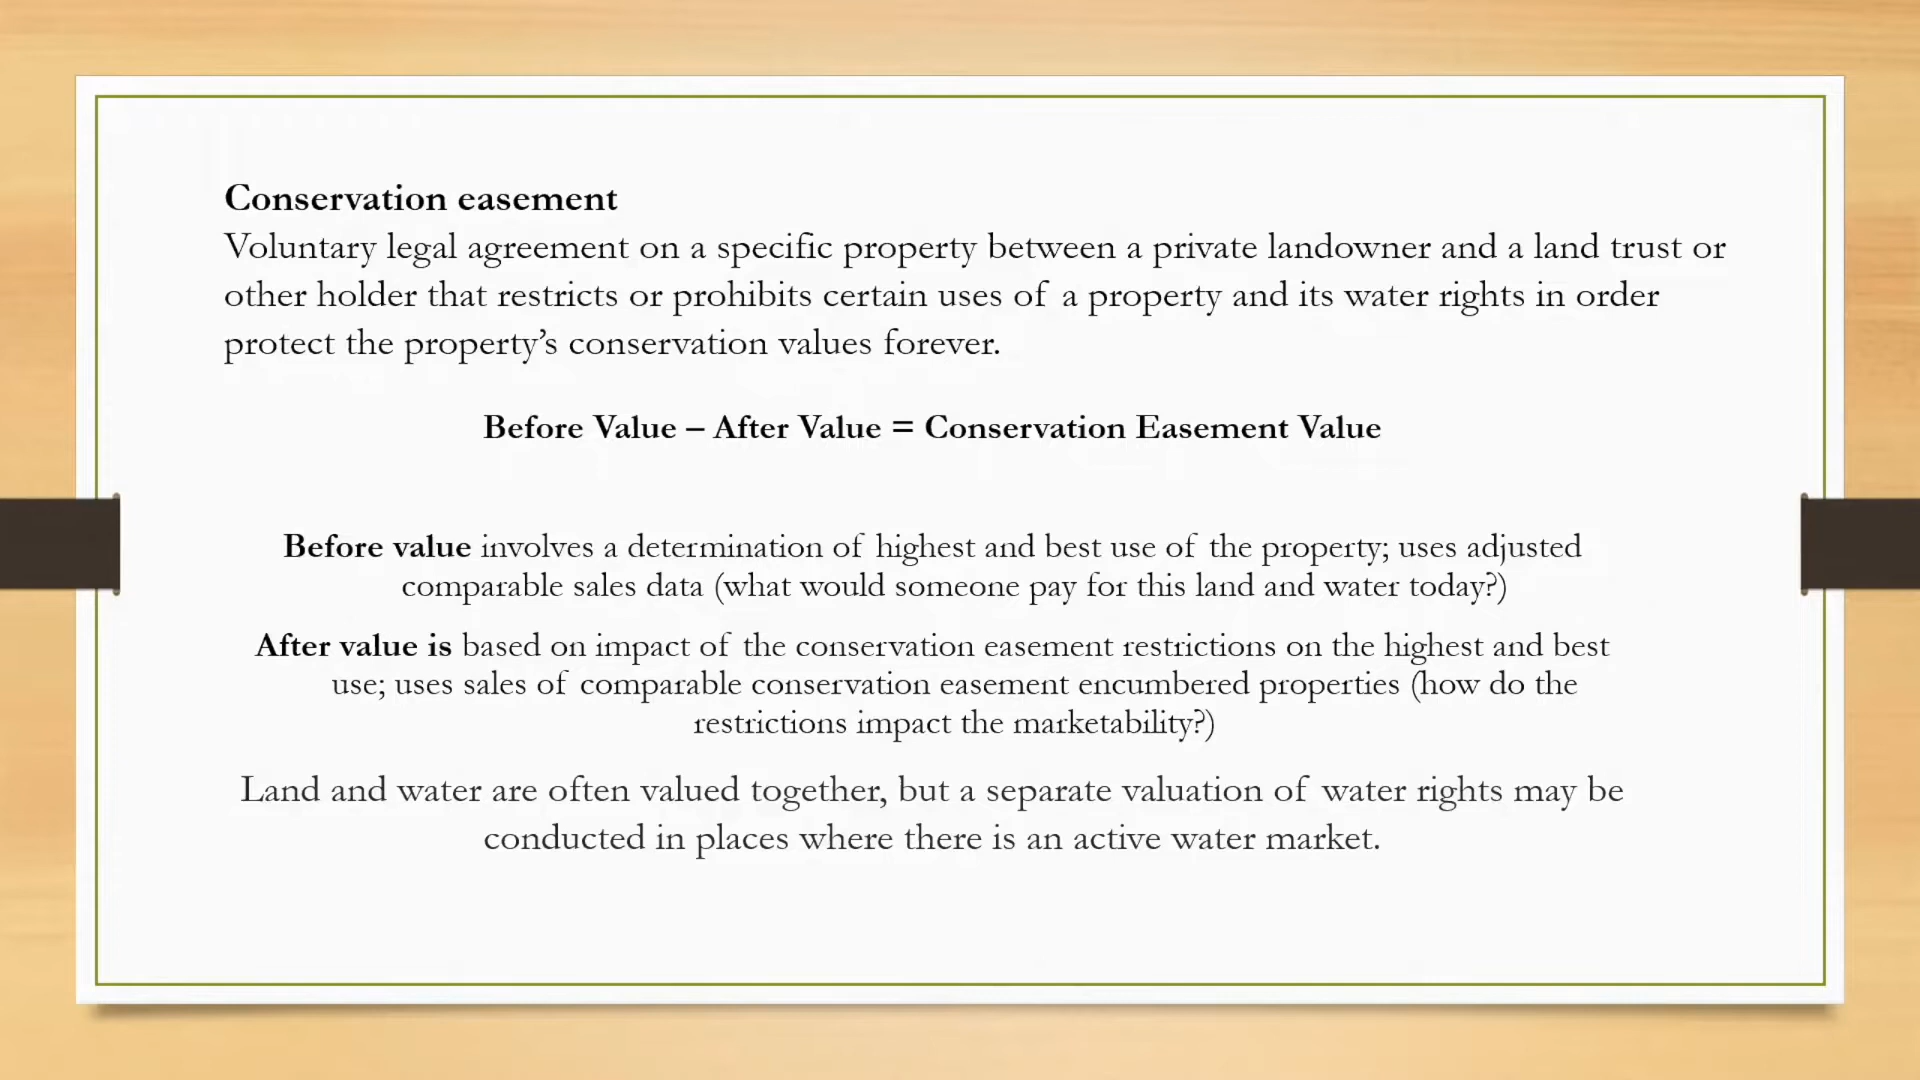 Conservation easement
Voluntary legal agreement on a specific property between a private landowner and a land trust or
other holder that restricts or prohibits certain uses of a property and its water rights in order
protect the property’s conservation values forever.
Before Value – After Value = Conservation Easement Value
Before value involves a determination of highest and best use of the property; uses adjusted
comparable sales data (what would someone pay for this land and water today?)
After value is based on impact of the conservation easement restrictions on the highest and best
use; uses sales of comparable conservation easement encumbered properties (how do the
restrictions impact the marketability?)
Land and water are often valued together, but a separate valuation of water rights may be
conducted in places where there is an active water market.